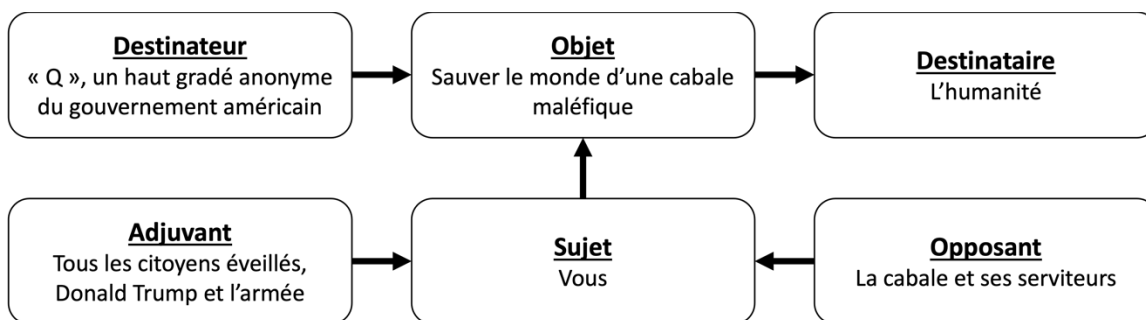 Destinateur
« Q », un haut gradé anonyme
du gouvernement américain
Objet
Sauver le monde d’une cabale
maléfique
Destinataire
L’humanité
Adjuvant
Tous les citoyens éveillés,
Donald Trump et l’armée
Sujet
Vous
Opposant
La cabale et ses serviteurs